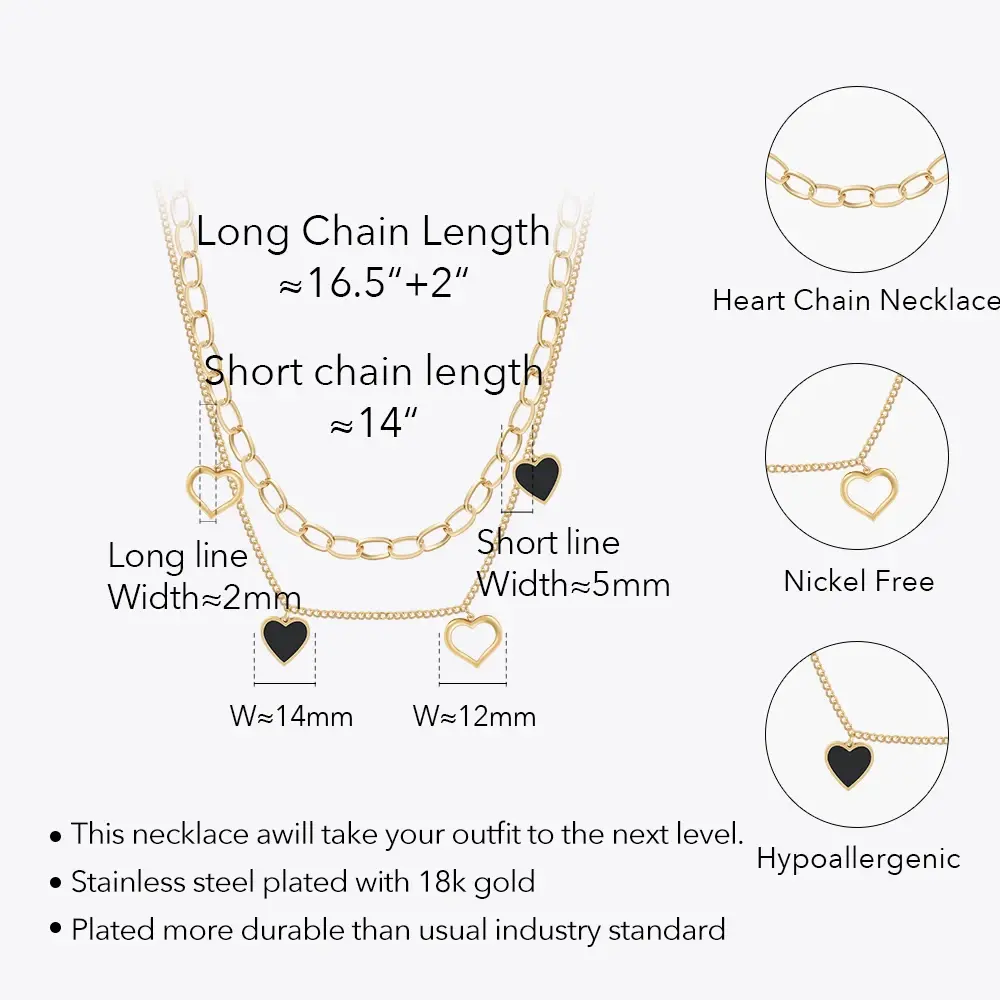 Long Chain Length
≈16.5“+2“
Short chain length
≈14“
Long line
Width≈2mm
Short line
Width≈5mm
W≈14mm
W≈12mm
Heart Chain Necklace
Nickel Free
Hypoallergenic
• This necklace awill take your outfit to the next level.
• Stainless steel plated with 18k gold
• Plated more durable than usual industry standard